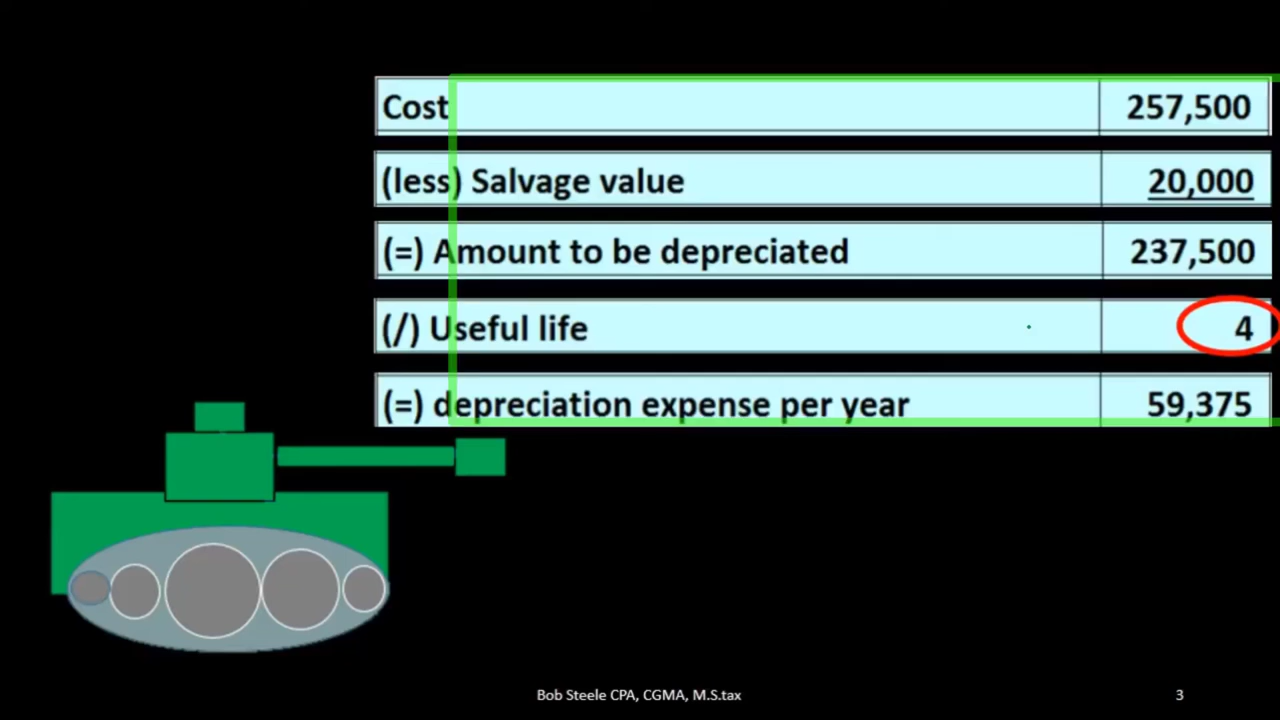 Cost 257,500
(less) Salvage value 20,000
(=) Amount to be depreciated 237,500
(/) Useful life 4
(=) depreciation expense per year 59,375
Bob Steele CPA, CGMA, M.S.tax 3